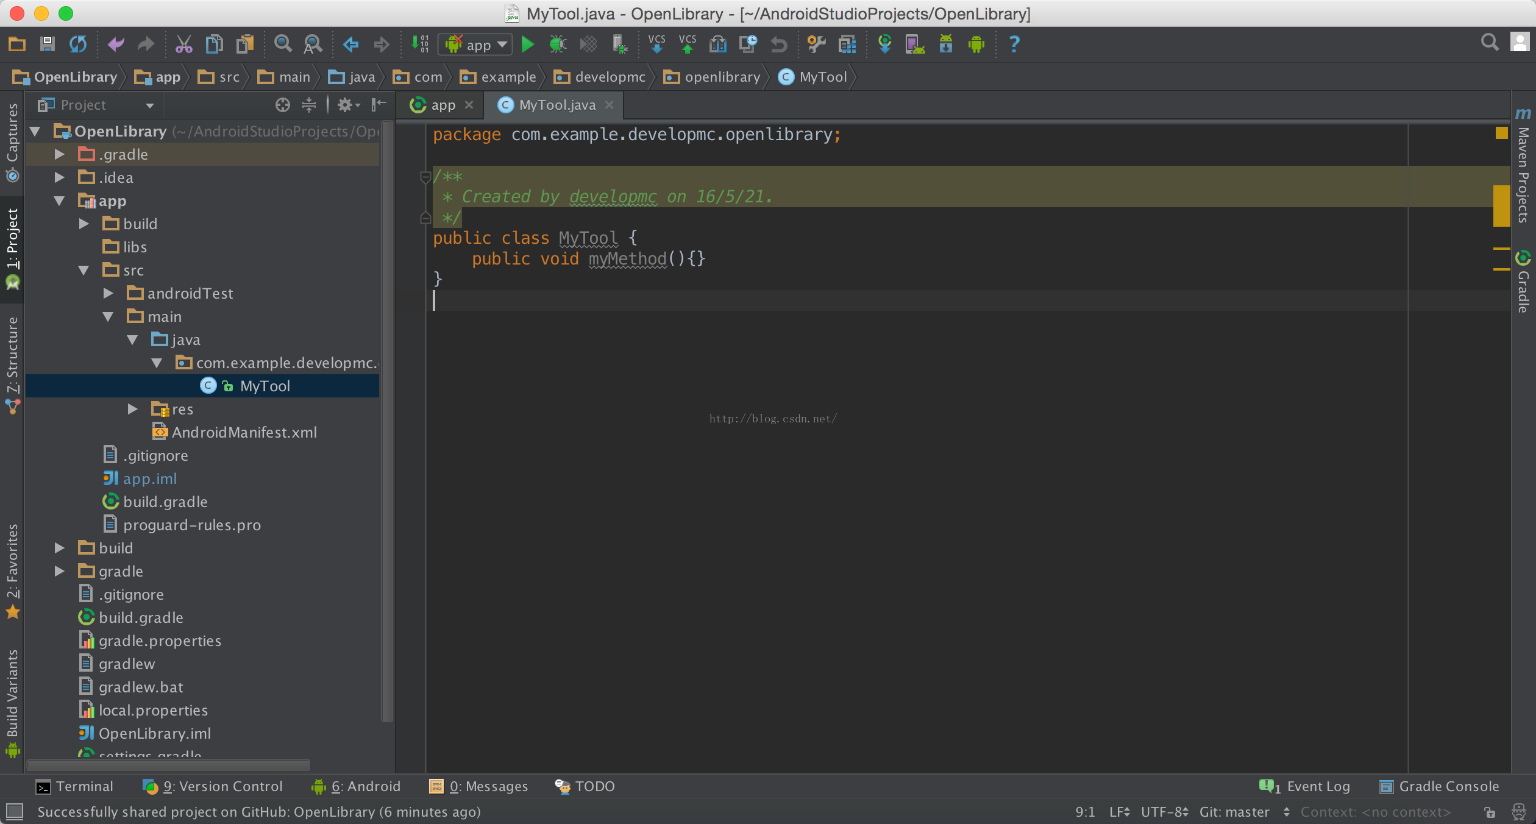 MyTool.java - OpenLibrary - [~/AndroidStudioProjects/OpenLibrary]
app
VCS VCS
OpenLibrary app src main java com example developmc openlibrary MyTool
Project
app
MyTool.java
Captures
1: Project
7: Structure
2: Favorites
Build Variants
OpenLibrary (~/AndroidStudioProjects/Ope
.gradle
.idea
app
build
libs
src
androidTest
main
java
com.example.developmc.
MyTool
res
AndroidManifest.xml
.gitignore
app.iml
build.gradle
proguard-rules.pro
build
gradle
.gitignore
build.gradle
gradle.properties
gradlew
gradlew.bat
local.properties
OpenLibrary.iml
settings.gradle
package com.example.developmc.openlibrary;
/**
* Created by developmc on 16/5/21.
*/
public class MyTool {
public void myMethod(){}
}
http://blog.csdn.net/
Maven Projects
Gradle
Terminal
9: Version Control
6: Android
0: Messages
TODO
1 Event Log
Gradle Console
Successfully shared project on GitHub: OpenLibrary (6 minutes ago)
9:1 LF UTF-8 Git: master Context: <no context>